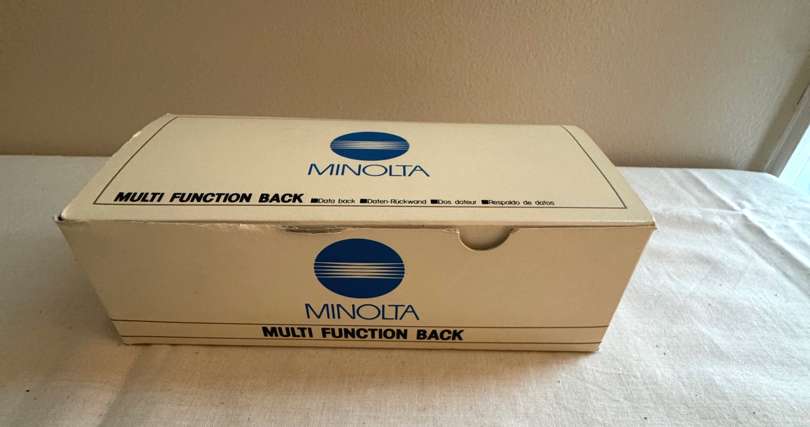 MINOLTA
MULTI FUNCTION BACK ■Data back ■Daten-Rückwand ■Dos dateur ■Respaldo de datos
MINOLTA
MULTI FUNCTION BACK